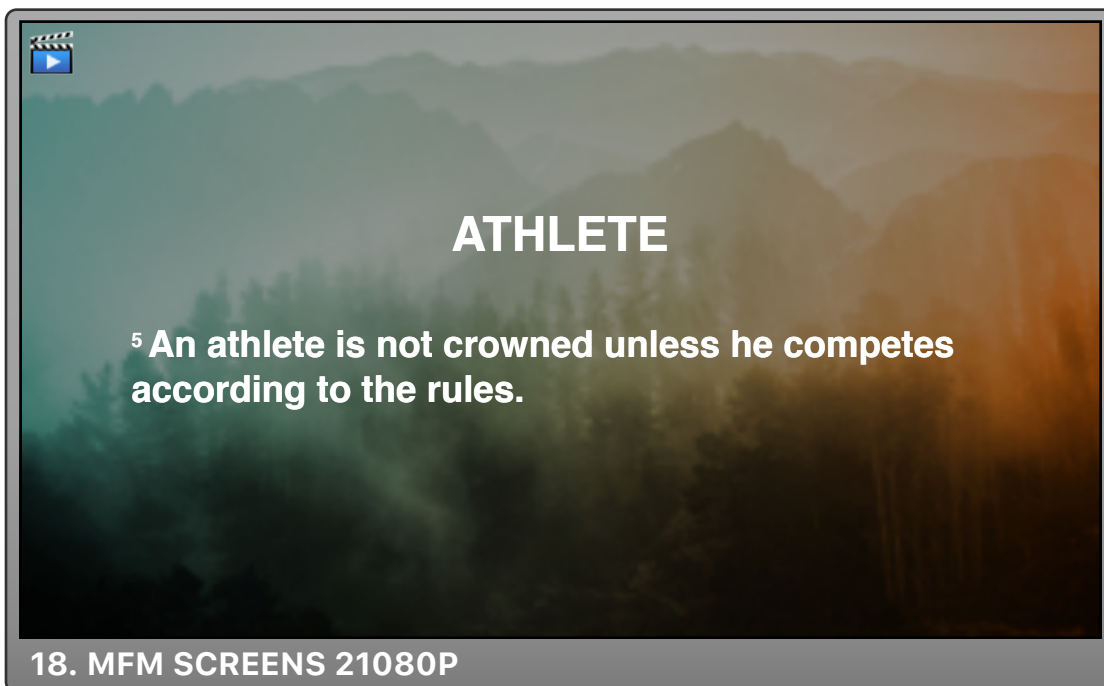 ATHLETE
5 An athlete is not crowned unless he competes
according to the rules.
18. MFM SCREENS 21080P